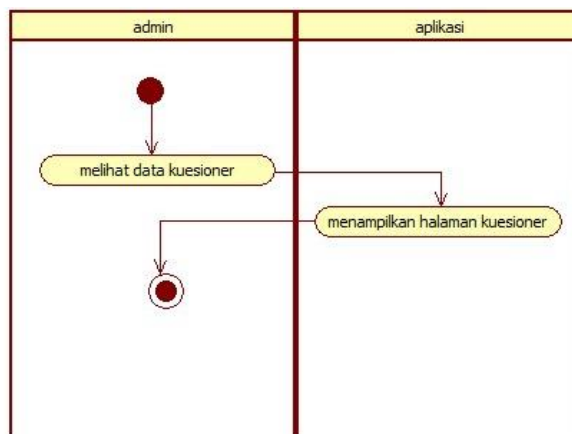 admin
aplikasi
melihat data kuesioner
menampilkan halaman kuesioner